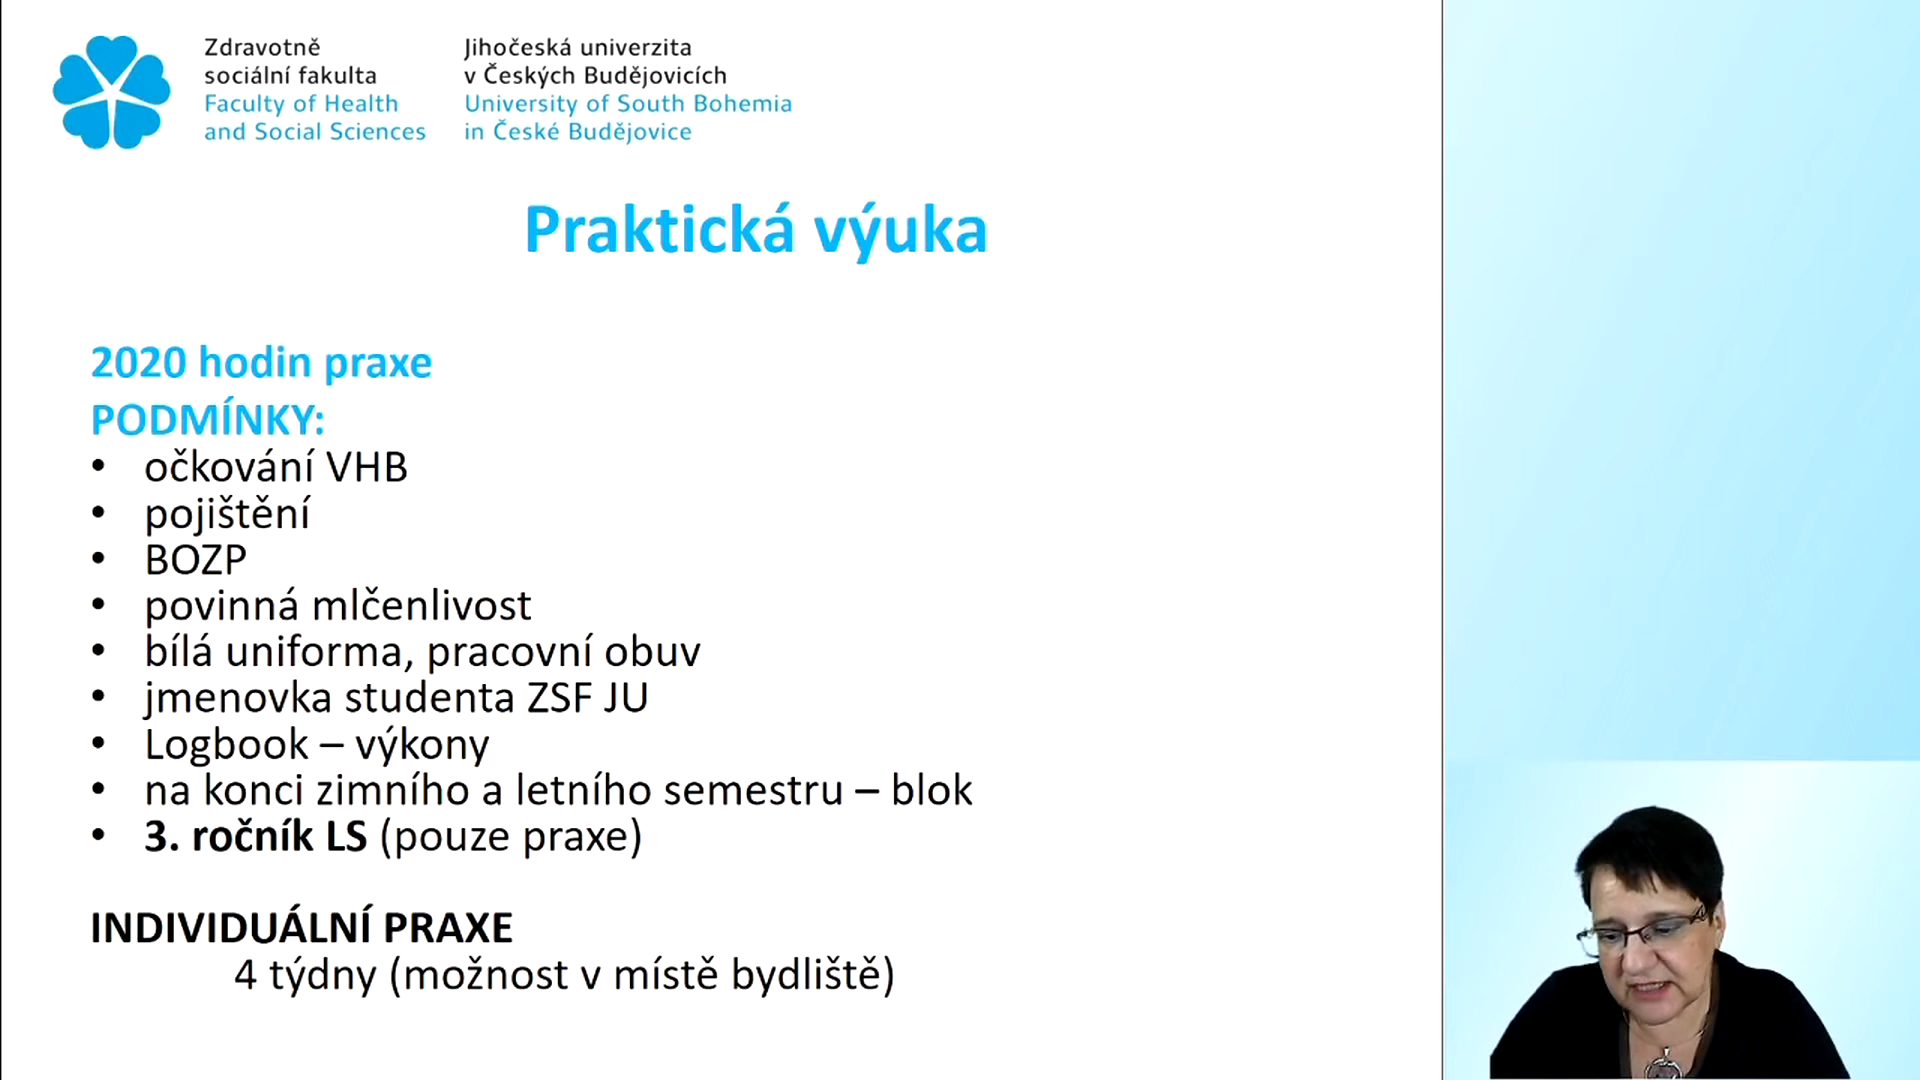 Zdravotně
sociální fakulta
Faculty of Health
and Social Sciences
Jihočeská univerzita
v Českých Budějovicích
University of South Bohemia
in České Budějovice
Praktická výuka
2020 hodin praxe
PODMÍNKY:
• očkování VHB
• pojištění
• BOZP
• povinná mlčenlivost
• bílá uniforma, pracovní obuv
• jmenovka studenta ZSF JU
• Logbook – výkony
• na konci zimního a letního semestru – blok
• 3. ročník LS (pouze praxe)
INDIVIDUÁLNÍ PRAXE
4 týdny (možnost v místě bydliště)